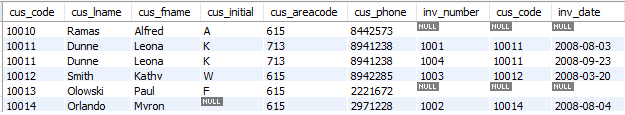 cus_code cus_lname cus_fname cus_initial cus_areacode cus_phone inv_number cus_code inv_date
10010 Ramas Alfred A 615 8442573 NULL NULL NULL
10011 Dunne Leona K 713 8941238 1001 10011 2008-08-03
10011 Dunne Leona K 713 8941238 1004 10011 2008-09-23
10012 Smith Kathy W 615 8942285 1003 10012 2008-03-20
10013 Olowski Paul F 615 2221672 NULL NULL NULL
10014 Orlando Myron NULL 615 2971228 1002 10014 2008-08-04